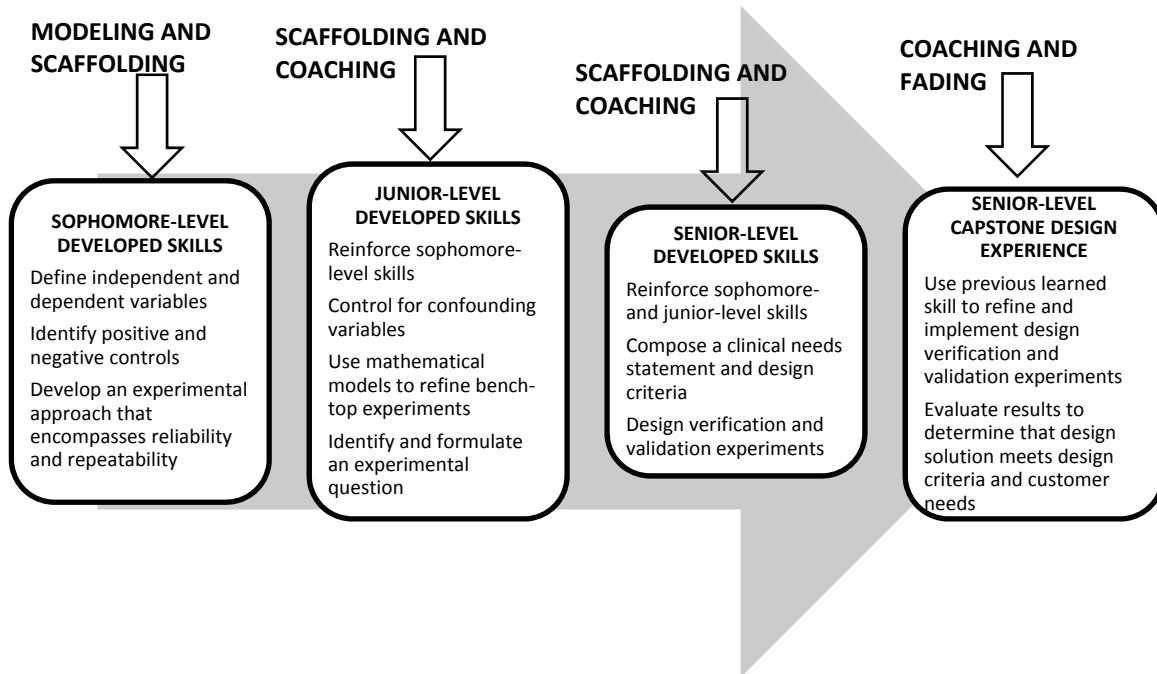 MODELING AND
SCAFFOLDING
SOPHOMORE-LEVEL
DEVELOPED SKILLS
Define independent and
dependent variables
Identify positive and
negative controls
Develop an experimental
approach that
encompasses reliability
and repeatability
SCAFFOLDING AND
COACHING
JUNIOR-LEVEL
DEVELOPED SKILLS
Reinforce sophomore-
level skills
Control for confounding
variables
Use mathematical
models to refine bench-
top experiments
Identify and formulate
an experimental
question
SCAFFOLDING AND
COACHING
SENIOR-LEVEL
DEVELOPED SKILLS
Reinforce sophomore-
and junior-level skills
Compose a clinical needs
statement and design
criteria
Design verification and
validation experiments
COACHING AND
FADING
SENIOR-LEVEL
CAPSTONE DESIGN
EXPERIENCE
Use previous learned
skill to refine and
implement design
verification and
validation experiments
Evaluate results to
determine that design
solution meets design
criteria and customer
needs